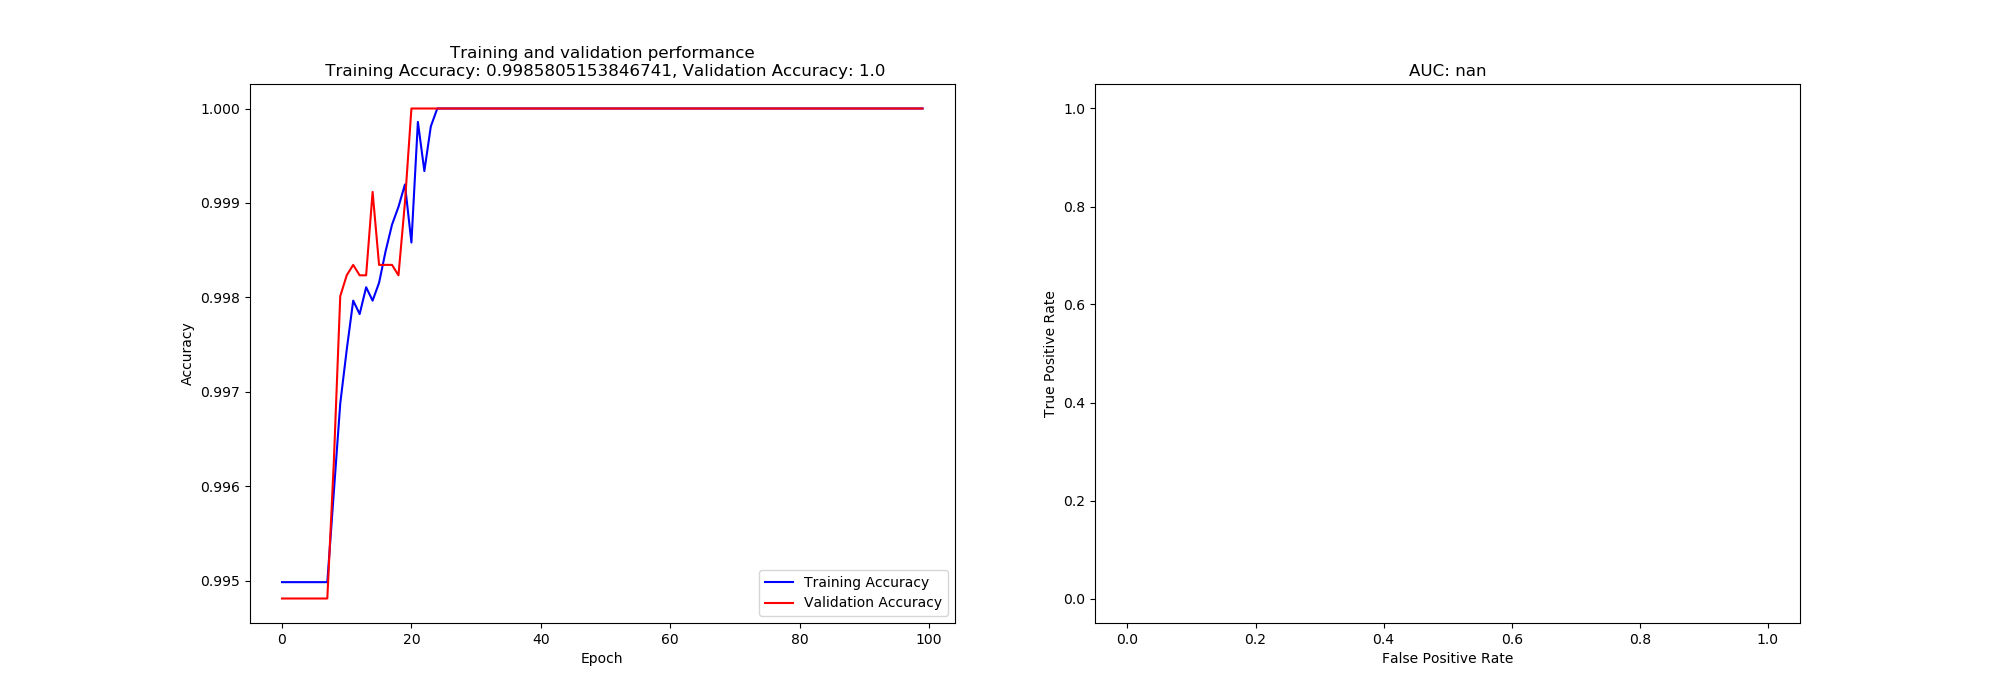 Training and validation performance
Training Accuracy: 0.9985805153846741, Validation Accuracy: 1.0
1.000
0.999
0.998
0.997
0.996
0.995
Accuracy
0 20 40 60 80 100
Epoch
Training Accuracy
Validation Accuracy
AUC: nan
1.0
0.8
0.6
0.4
0.2
0.0
True Positive Rate
0.0 0.2 0.4 0.6 0.8 1.0
False Positive Rate